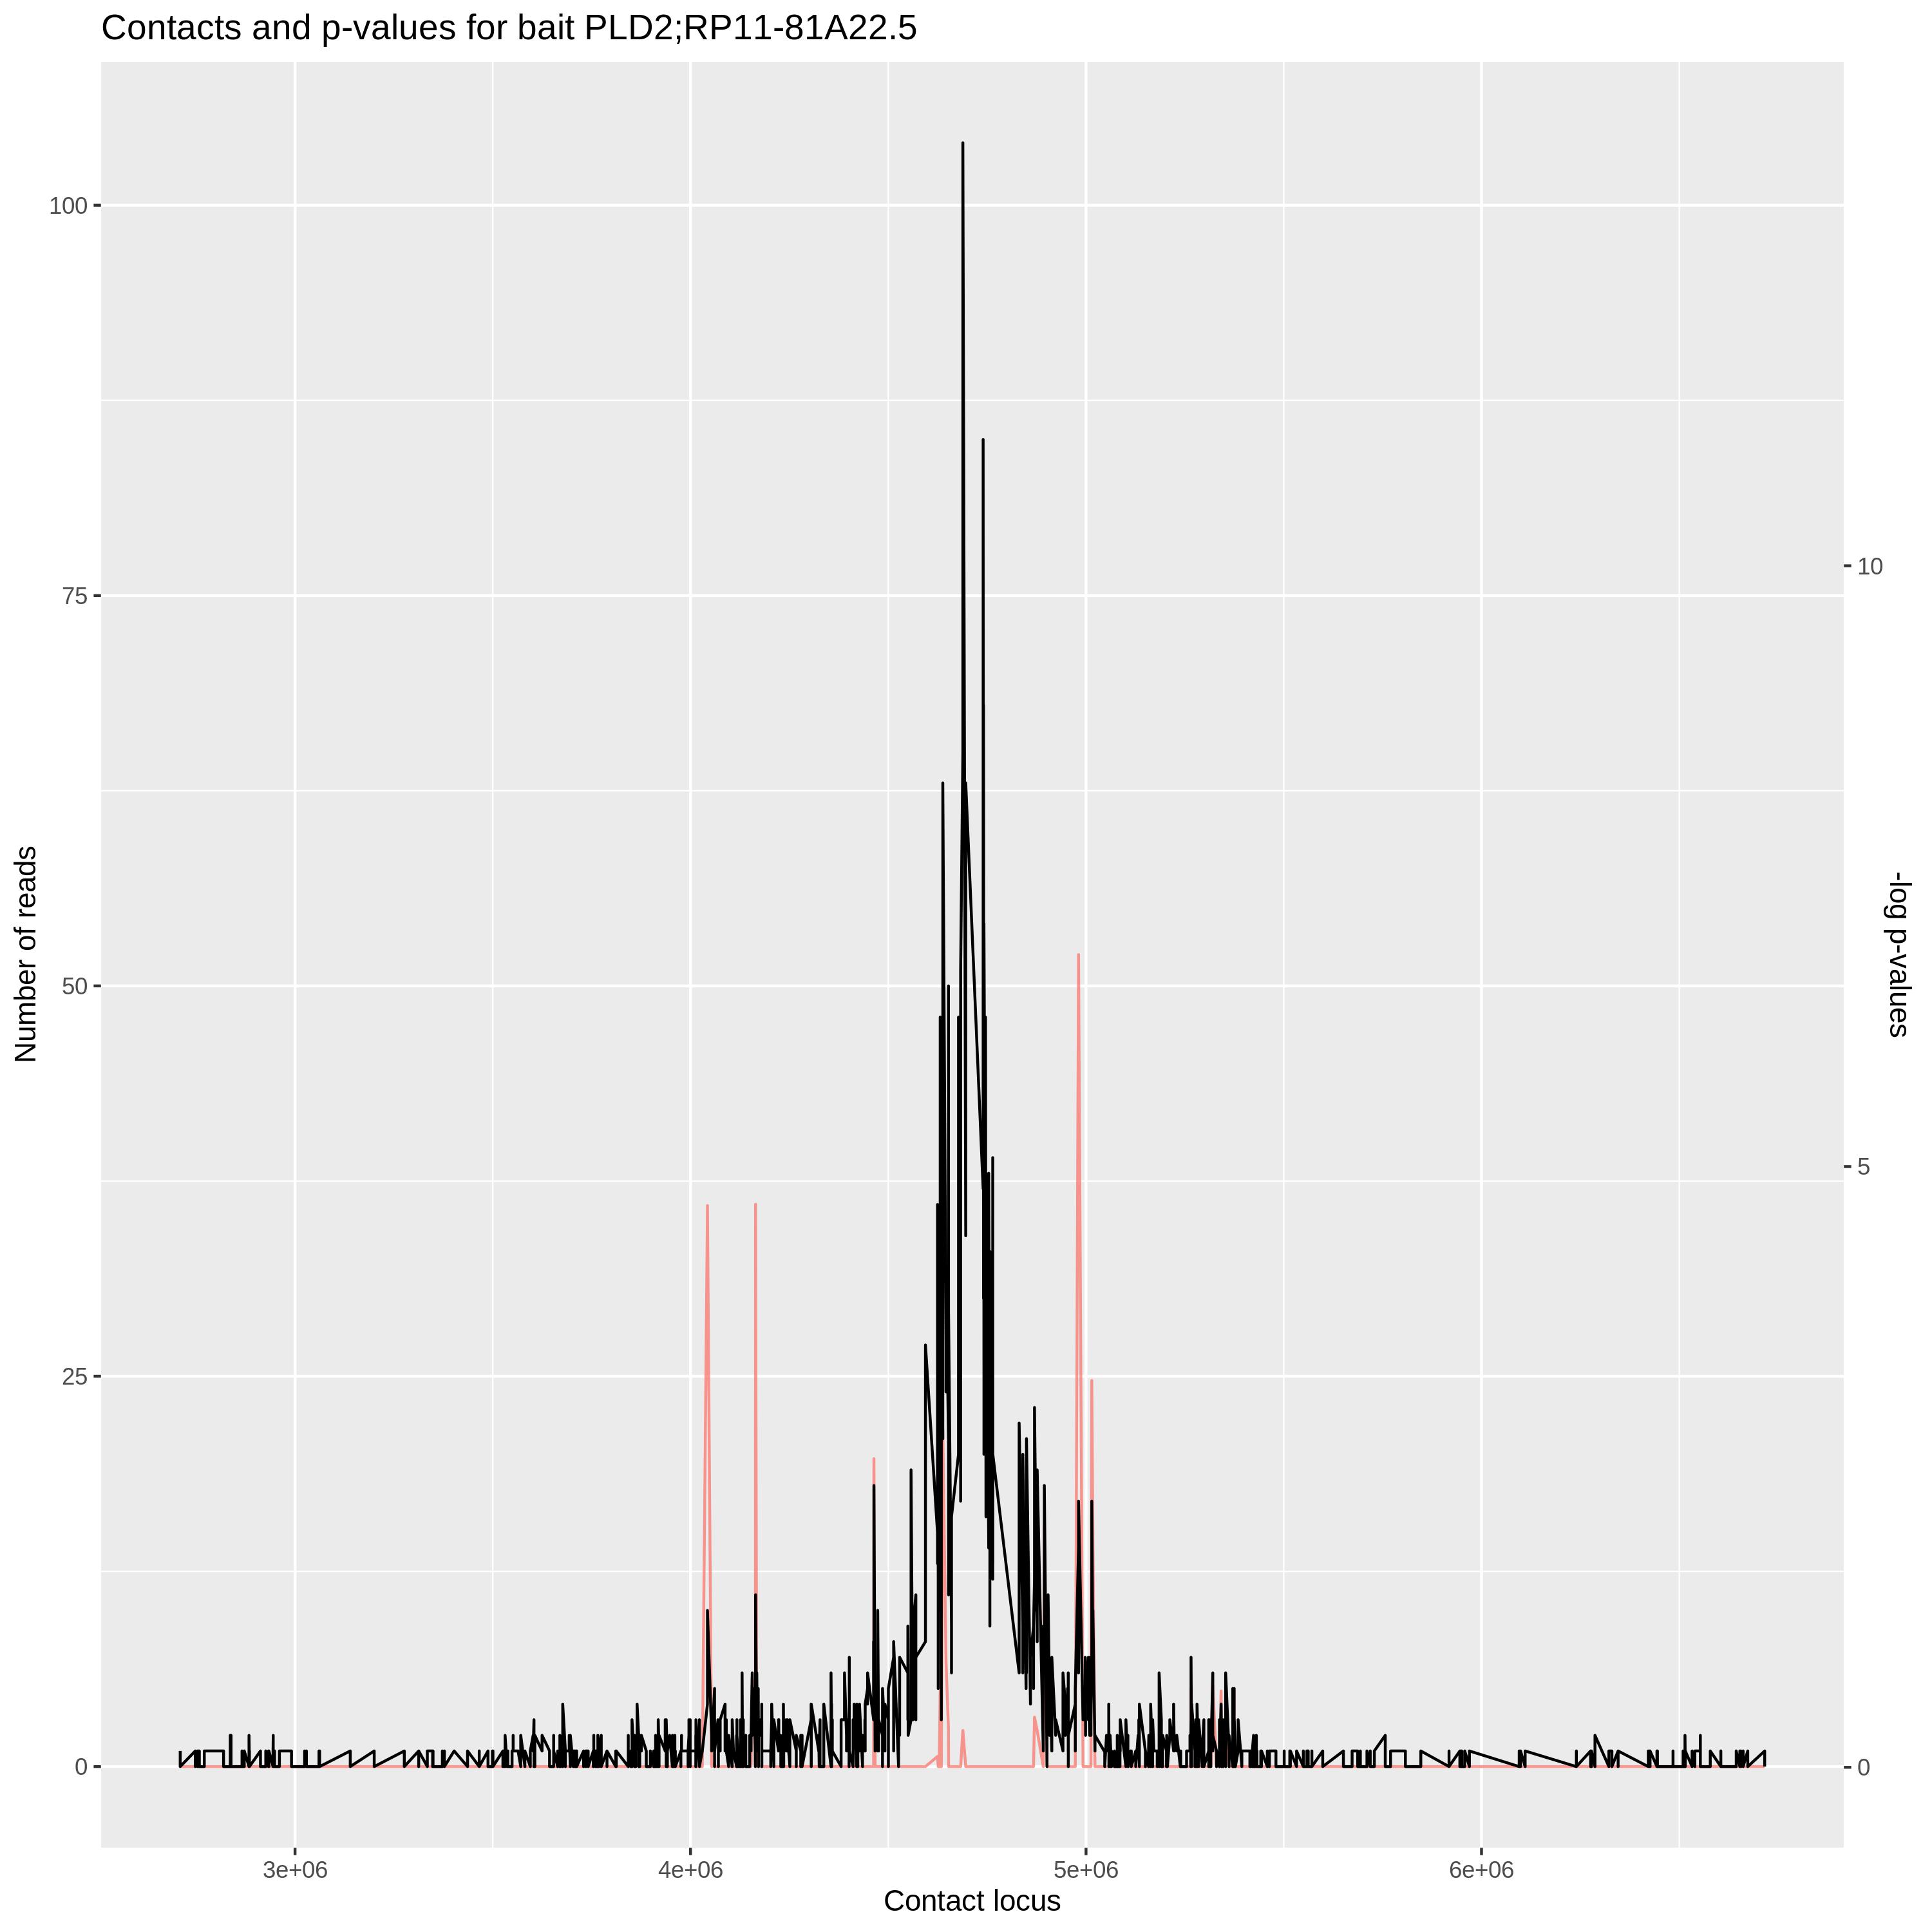 Contacts and p-values for bait PLD2;RP11-81A22.5
100
75
50
25
0
Number of reads
10
5
0
-log p-values
3e+06
4e+06
5e+06
6e+06
Contact locus